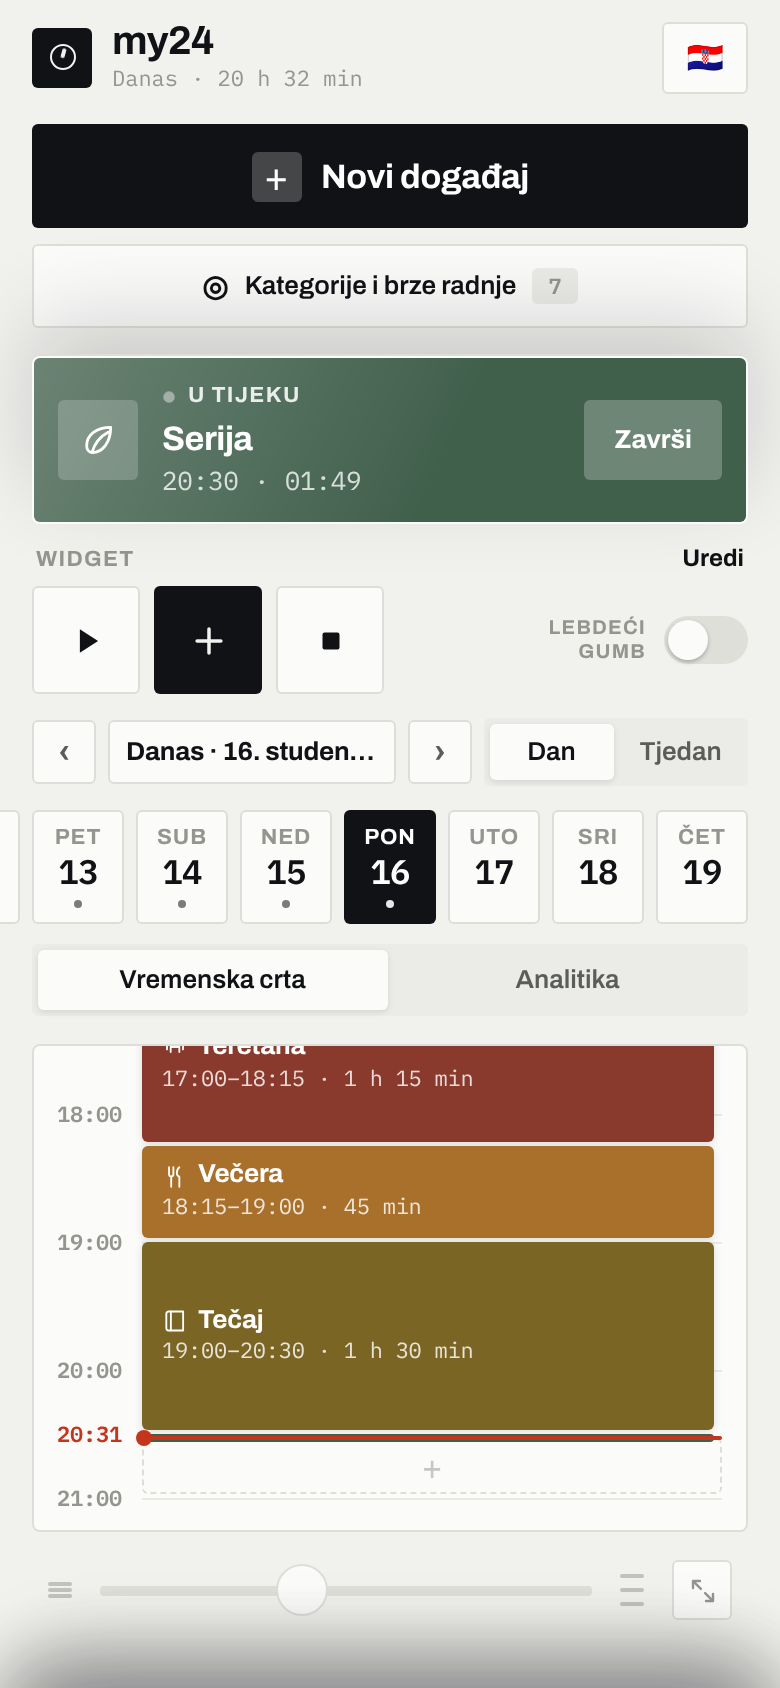 my24
Danas · 20 h 32 min
+ Novi događaj
Kategorije i brze radnje 7
U TIJEKU
Serija
20:30 · 01:49
Završi
WIDGET
Uredi
LEBDEĆI
GUMB
‹ Danas · 16. studen... › Dan Tjedan
PET SUB NED PON UTO SRI ČET
13 14 15 16 17 18 19
Vremenska crta Analitika
Teretana
17:00–18:15 · 1 h 15 min
18:00
Večera
18:15–19:00 · 45 min
19:00
Tečaj
19:00–20:30 · 1 h 30 min
20:00
20:31
+
21:00